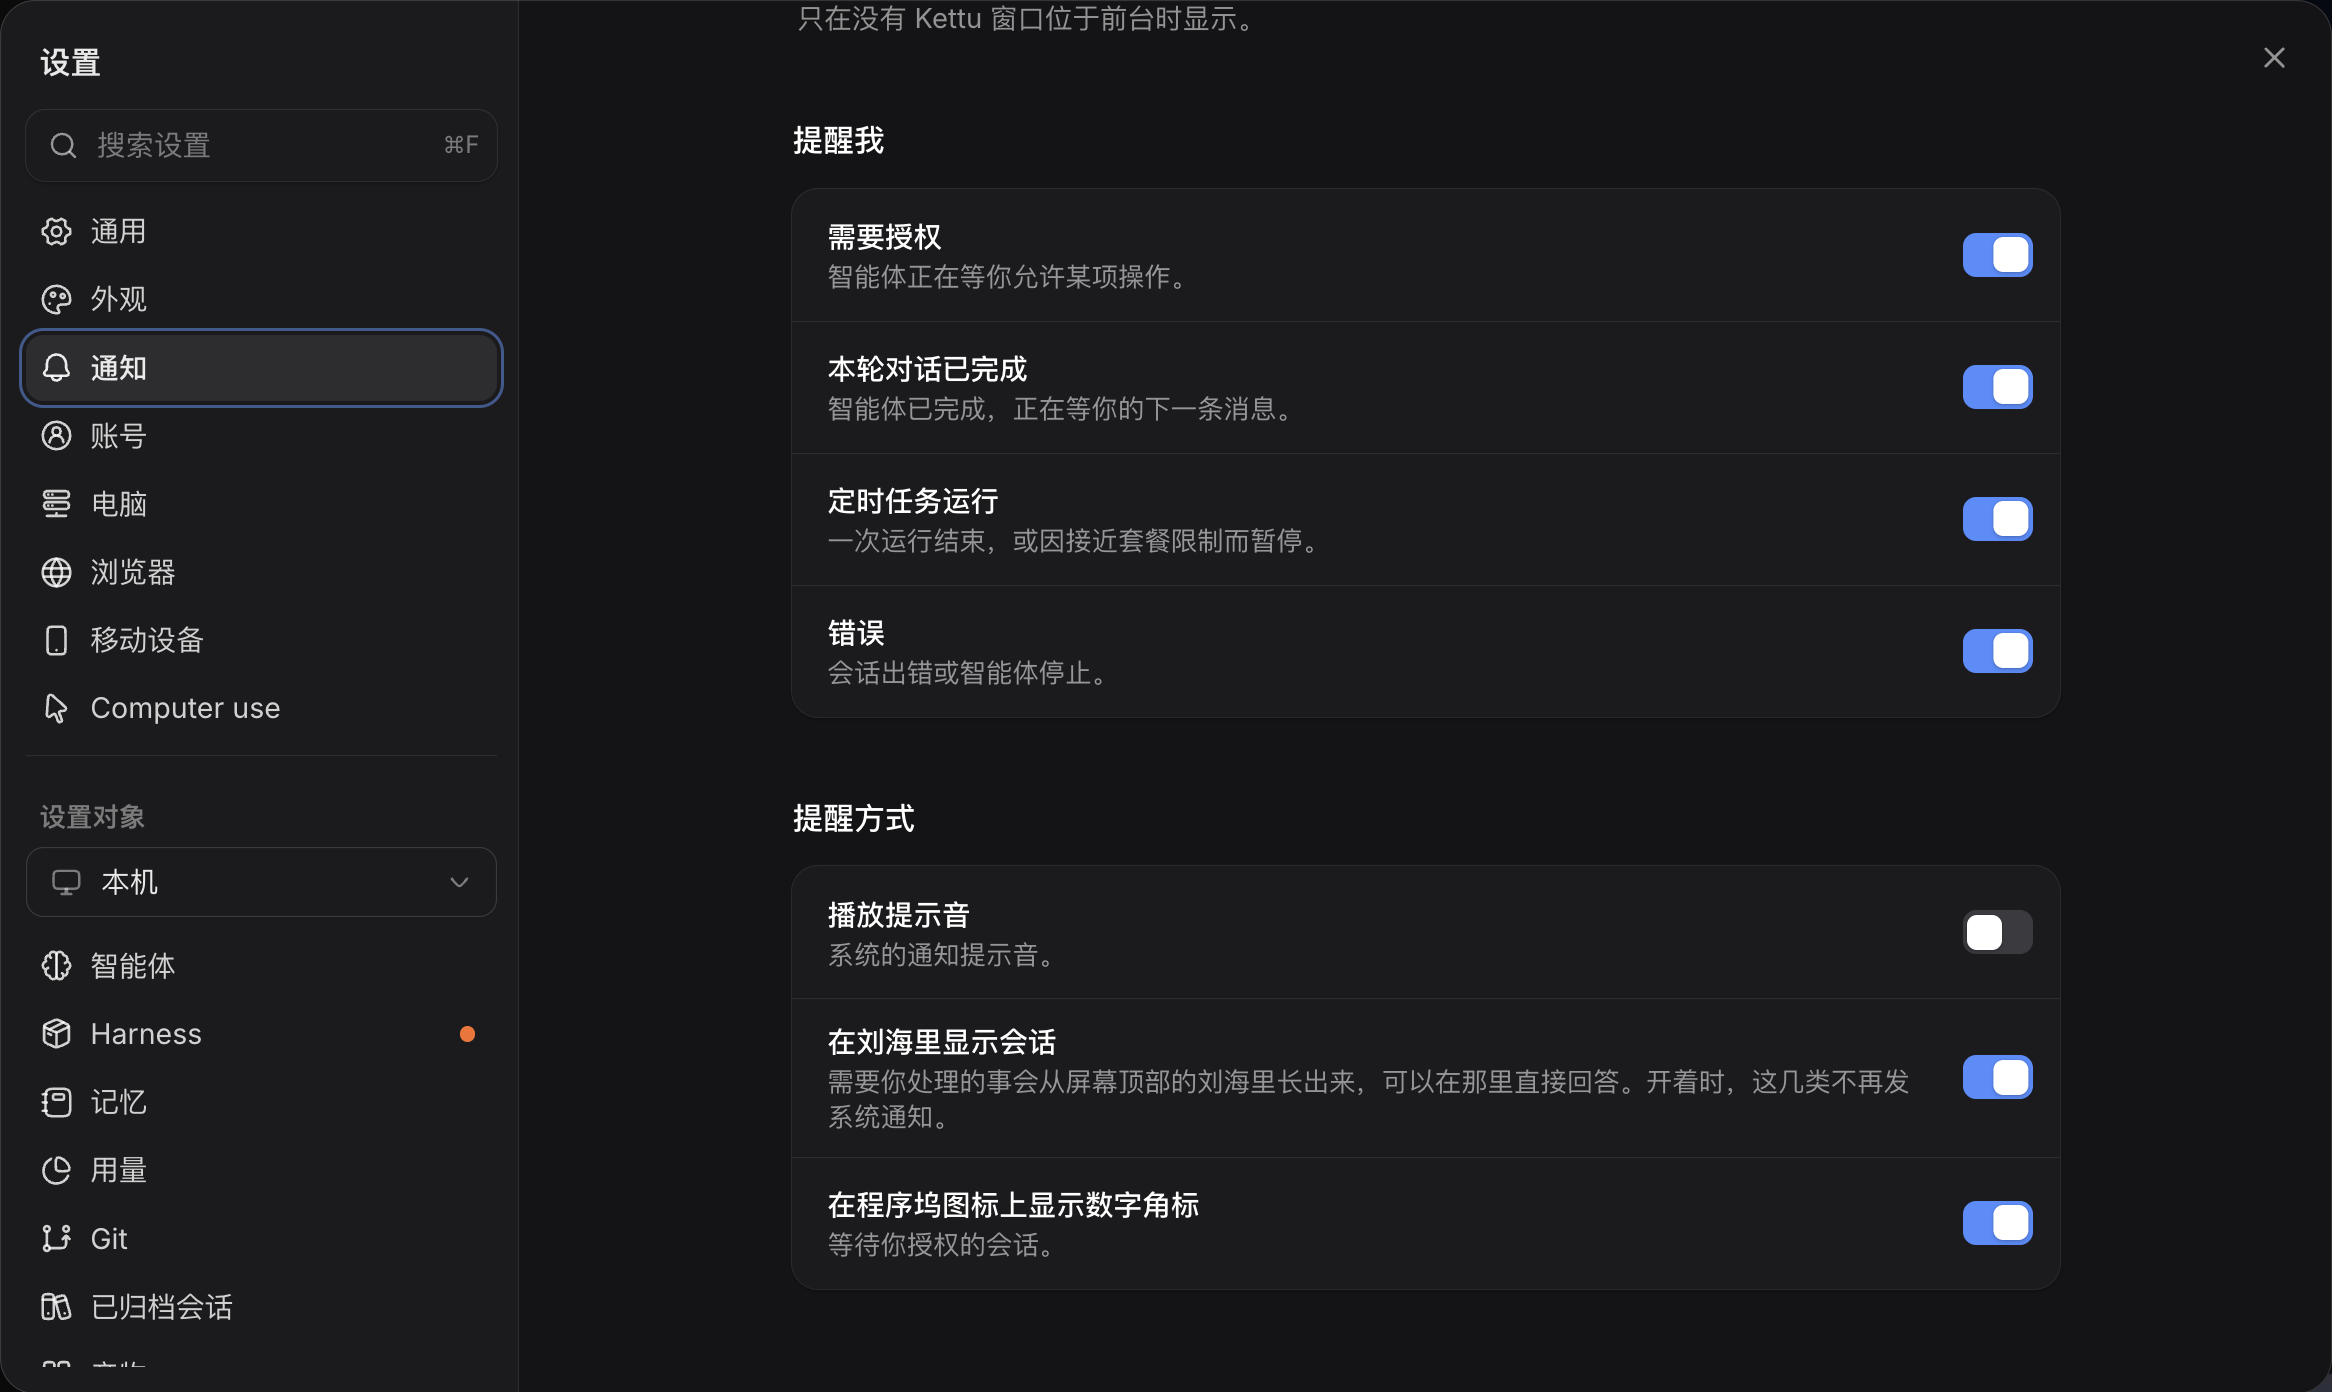 设置
搜索设置 ⌘F
通用
外观
通知
账号
电脑
浏览器
移动设备
Computer use
设置对象
本机
智能体
Harness
记忆
用量
Git
已归档会话
只在没有 Kettu 窗口位于前台时显示。
提醒我
需要授权
智能体正在等你允许某项操作。
本轮对话已完成
智能体已完成，正在等你的下一条消息。
定时任务运行
一次运行结束，或因接近套餐限制而暂停。
错误
会话出错或智能体停止。
提醒方式
播放提示音
系统的通知提示音。
在刘海里显示会话
需要你处理的事会从屏幕顶部的刘海里长出来，可以在那里直接回答。开着时，这几类不再发
系统通知。
在程序坞图标上显示数字角标
等待你授权的会话。